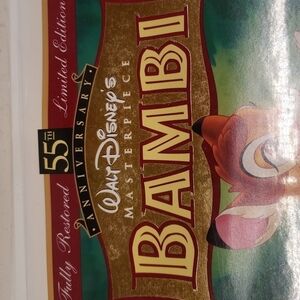 Fully Restored 55TH Limited Edition
ANNIVERSARY
WALT DISNEY'S
MASTERPIECE
BAMBI